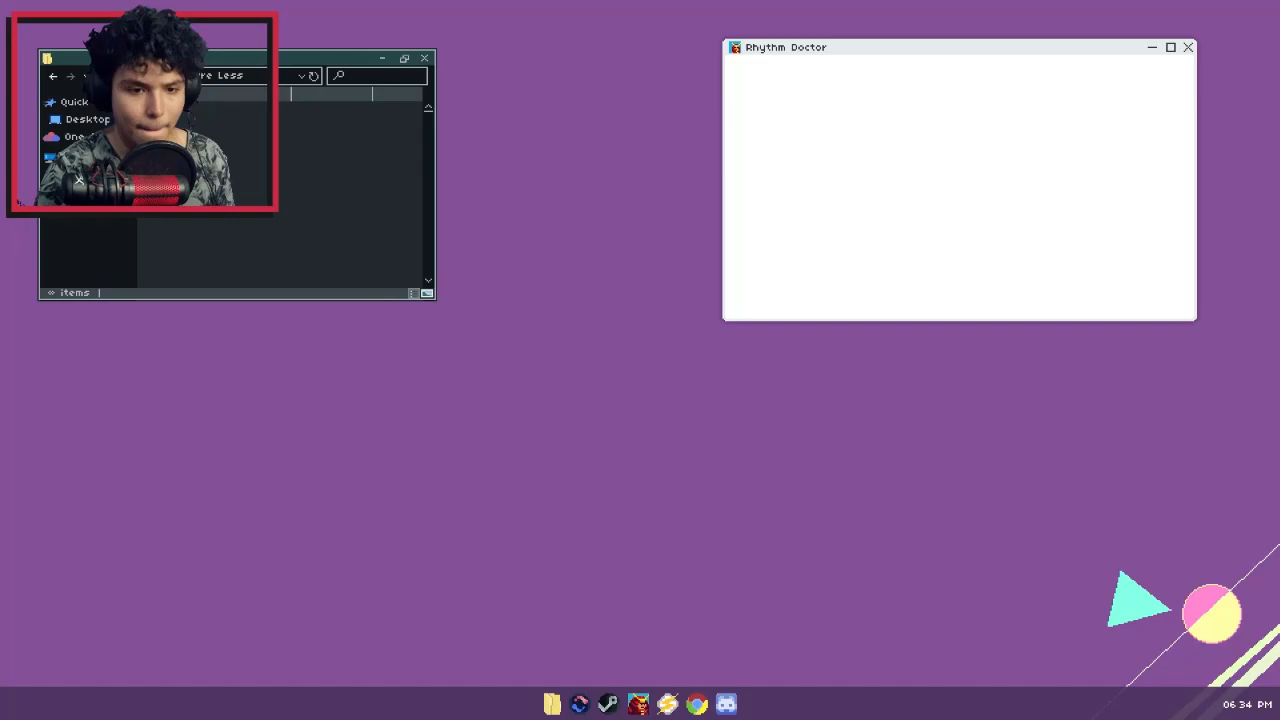 Rhythm Doctor
re Less
Quick
Desktop
One
∞ items |
06:34 PM